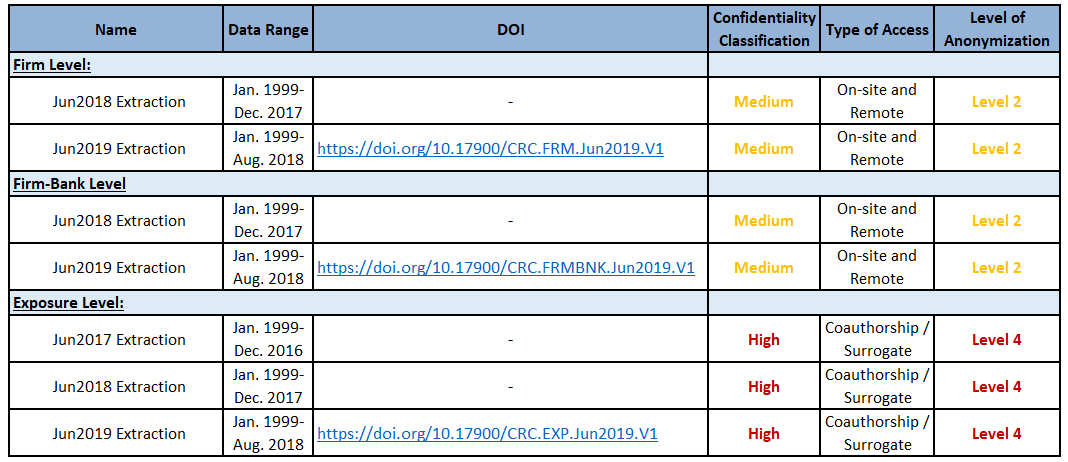 Name Data Range DOI Confidentiality Classification Type of Access Level of Anonymization
Firm Level:
Jun2018 Extraction Jan. 1999-Dec. 2017 - Medium On-site and Remote Level 2
Jun2019 Extraction Jan. 1999-Aug. 2018 https://doi.org/10.17900/CRC.FRM.Jun2019.V1 Medium On-site and Remote Level 2
Firm-Bank Level
Jun2018 Extraction Jan. 1999-Dec. 2017 - Medium On-site and Remote Level 2
Jun2019 Extraction Jan. 1999-Aug. 2018 https://doi.org/10.17900/CRC.FRMBNK.Jun2019.V1 Medium On-site and Remote Level 2
Exposure Level:
Jun2017 Extraction Jan. 1999-Dec. 2016 - High Coauthorship / Surrogate Level 4
Jun2018 Extraction Jan. 1999-Dec. 2017 - High Coauthorship / Surrogate Level 4
Jun2019 Extraction Jan. 1999-Aug. 2018 https://doi.org/10.17900/CRC.EXP.Jun2019.V1 High Coauthorship / Surrogate Level 4